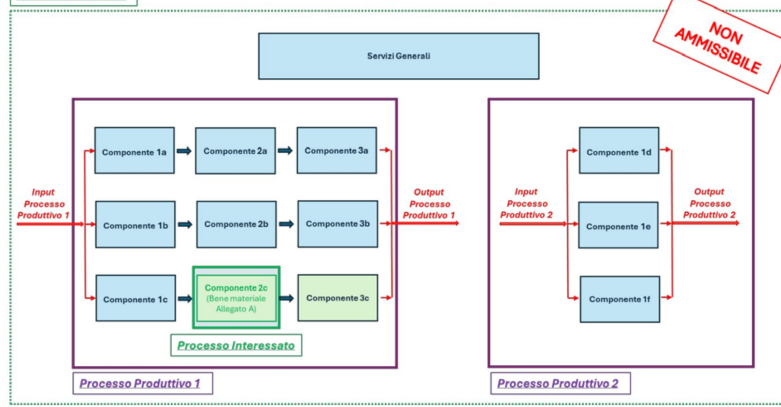 NON
AMMISSIBILE
Servizi Generali
Componente 1a
Componente 2a
Componente 3a
Input
Processo
Produttivo 1
Componente 1b
Componente 2b
Componente 3b
Output
Processo
Produttivo 1
Componente 1c
Componente 2c
(Bene materiale
Allegato A)
Componente 3c
Processo Interessato
Processo Produttivo 1
Componente 1d
Input
Processo
Produttivo 2
Componente 1e
Output
Processo
Produttivo 2
Componente 1f
Processo Produttivo 2